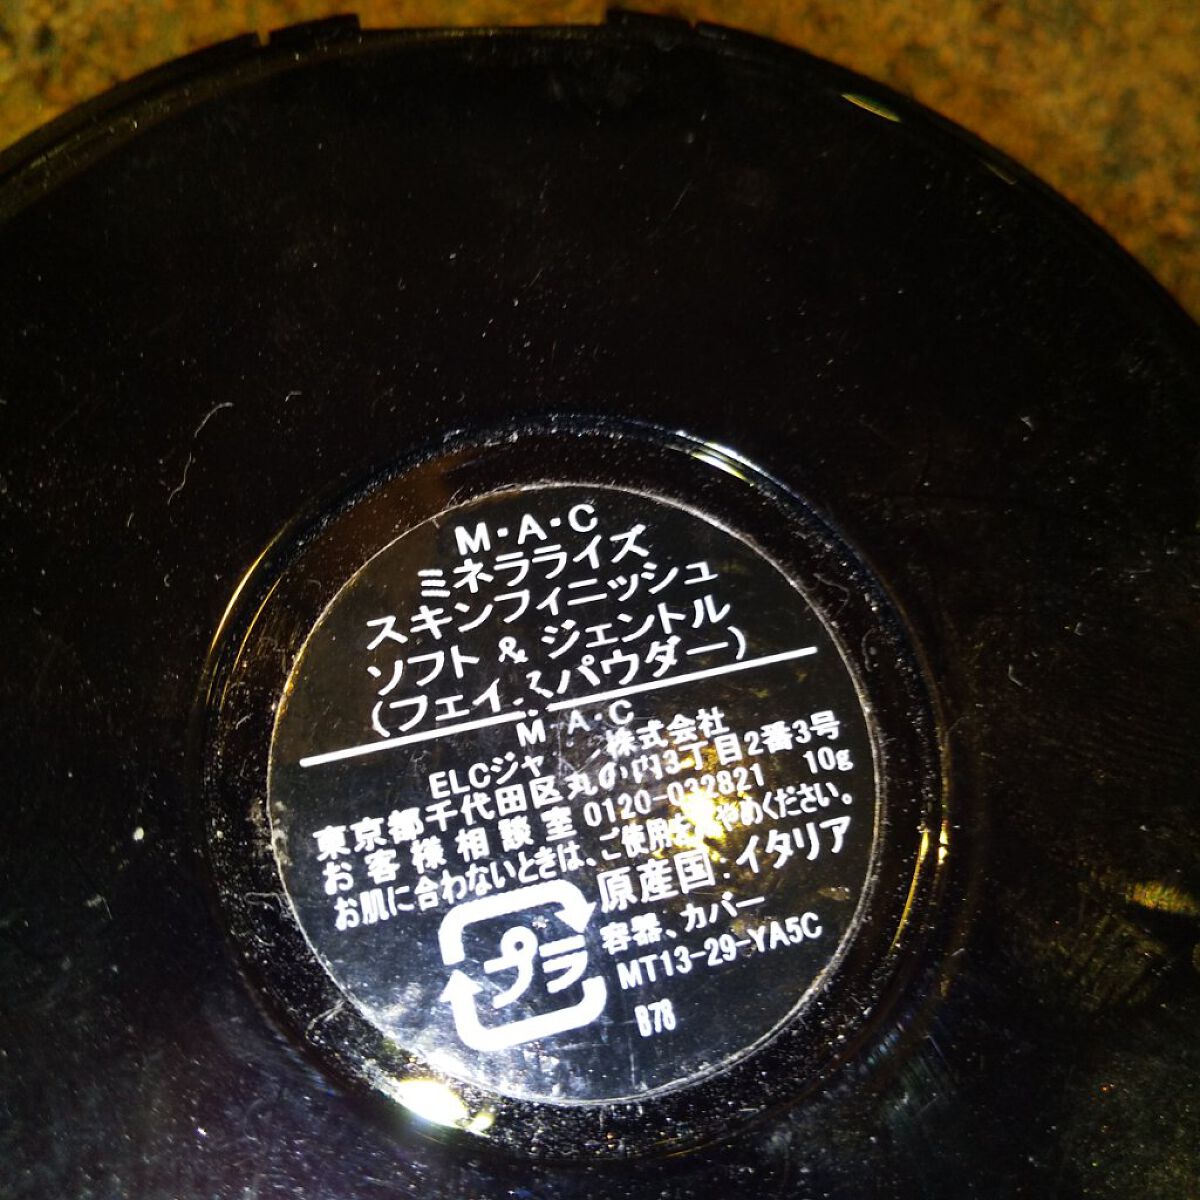 M・A・C
ミネラライズ
スキンフィニッシュ
ソフト & ジェントル
(フェイスパウダー)
M・A・C
ELCジャ 株式会社
東京都千代田区丸の内3丁目2番3号
お客様相談室 0120-032821 10g
お肌に合わないときは、ご使用をおやめください。
原産国:イタリア
プラ
容器、カバー
MT13-29-YA5C
B78